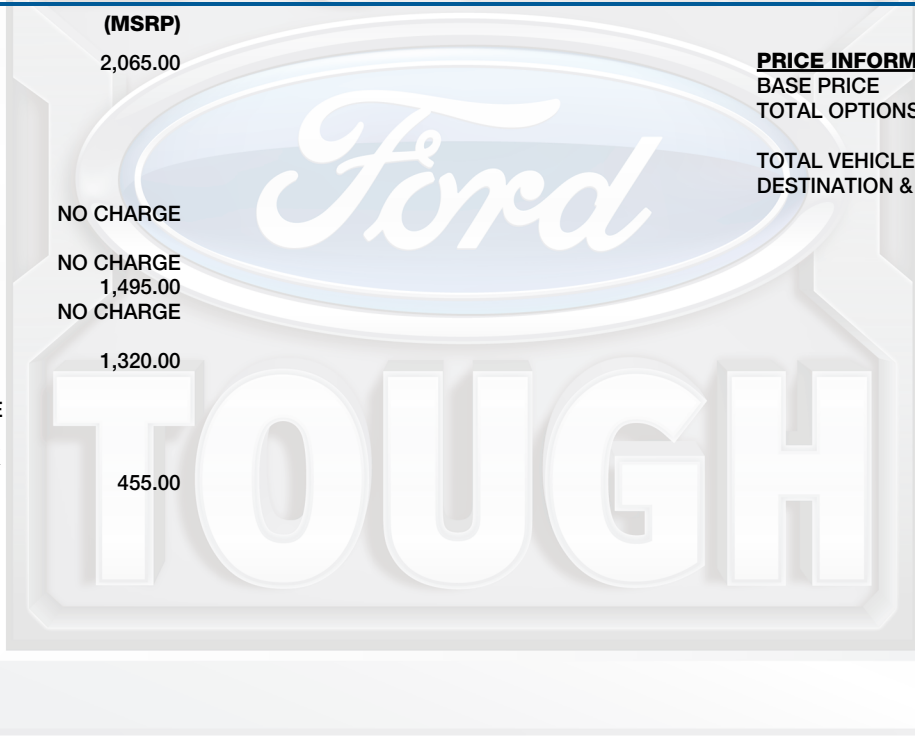 (MSRP)
2,065.00
NO CHARGE
NO CHARGE
1,495.00
NO CHARGE
1,320.00
455.00
PRICE INFORM
BASE PRICE
TOTAL OPTIONS
TOTAL VEHICLE
DESTINATION &
Ford
TOUGH